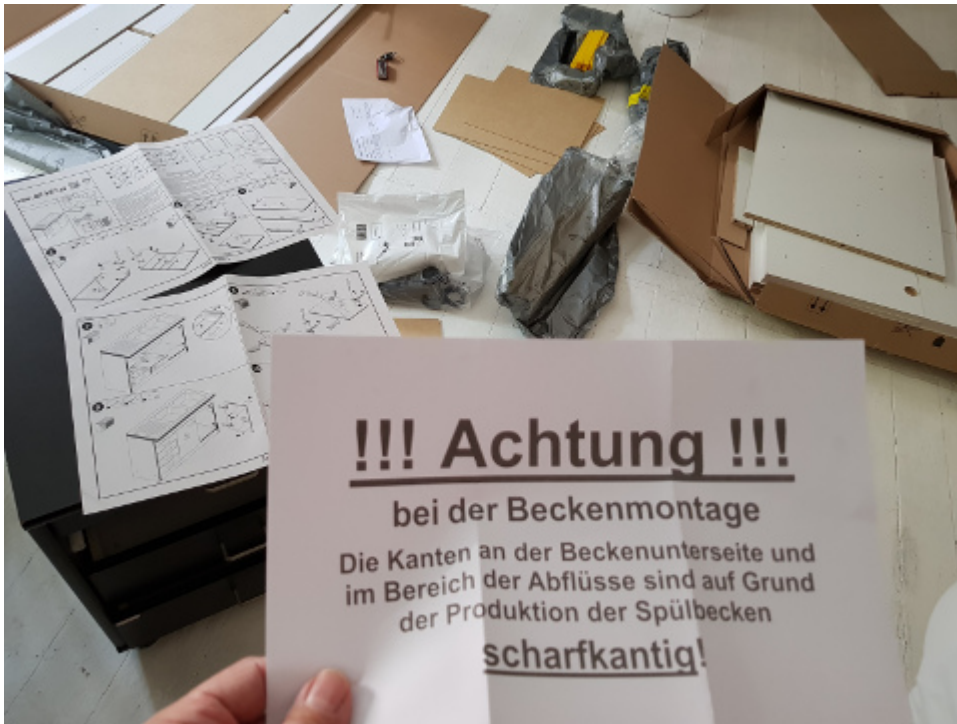 !!! Achtung !!!
bei der Beckenmontage
Die Kanten an der Beckenunterseite und
im Bereich der Abflüsse sind auf Grund
der Produktion der Spülbecken
scharfkantig!